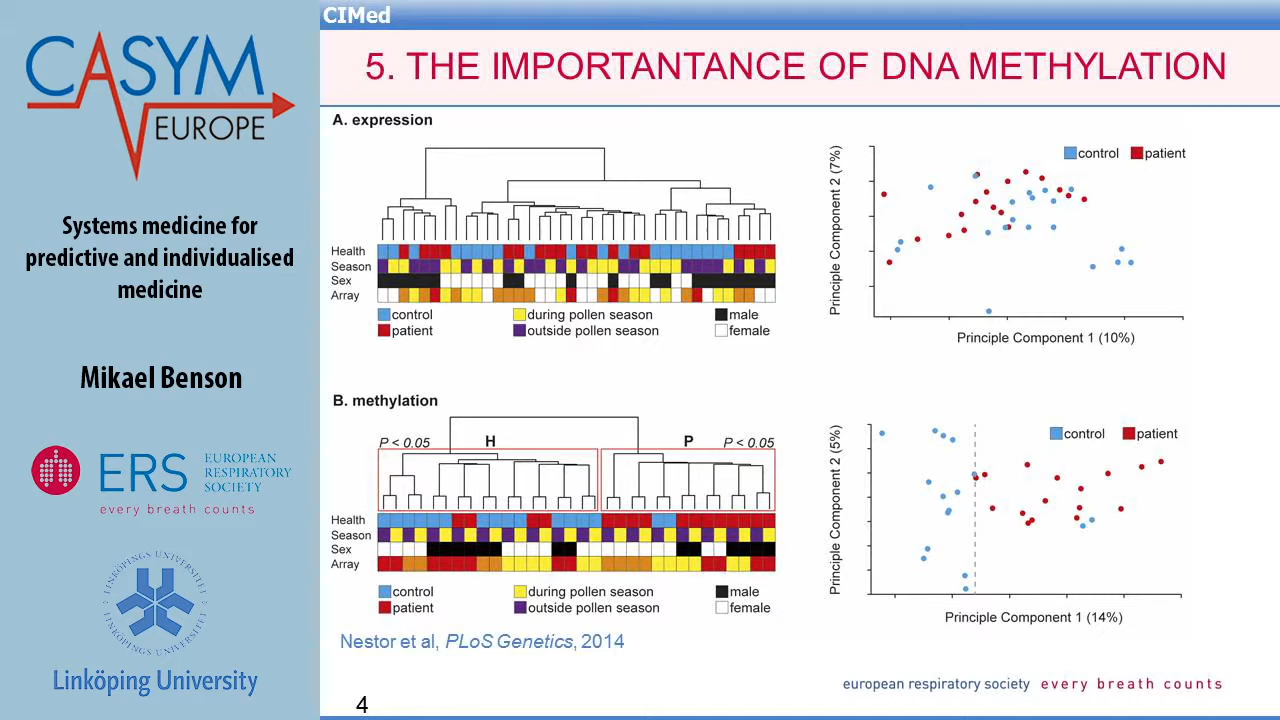 CASYM
EUROPE
Systems medicine for
predictive and individualised
medicine
Mikael Benson
ERS
EUROPEAN
RESPIRATORY
SOCIETY
every breath counts
LINKÖPINGS UNIVERSITET
LINKÖPINGS UNIVERSITET
Linköping University
CIMed
5. THE IMPORTANTANCE OF DNA METHYLATION
A. expression
Health
Season
Sex
Array
control
during pollen season
male
patient
outside pollen season
female
control
patient
Principle Component 2 (7%)
Principle Component 1 (10%)
B. methylation
P < 0.05
H
P
P < 0.05
Health
Season
Sex
Array
control
during pollen season
male
patient
outside pollen season
female
control
patient
Principle Component 2 (5%)
Principle Component 1 (14%)
Nestor et al, PLoS Genetics, 2014
european respiratory society every breath counts
4